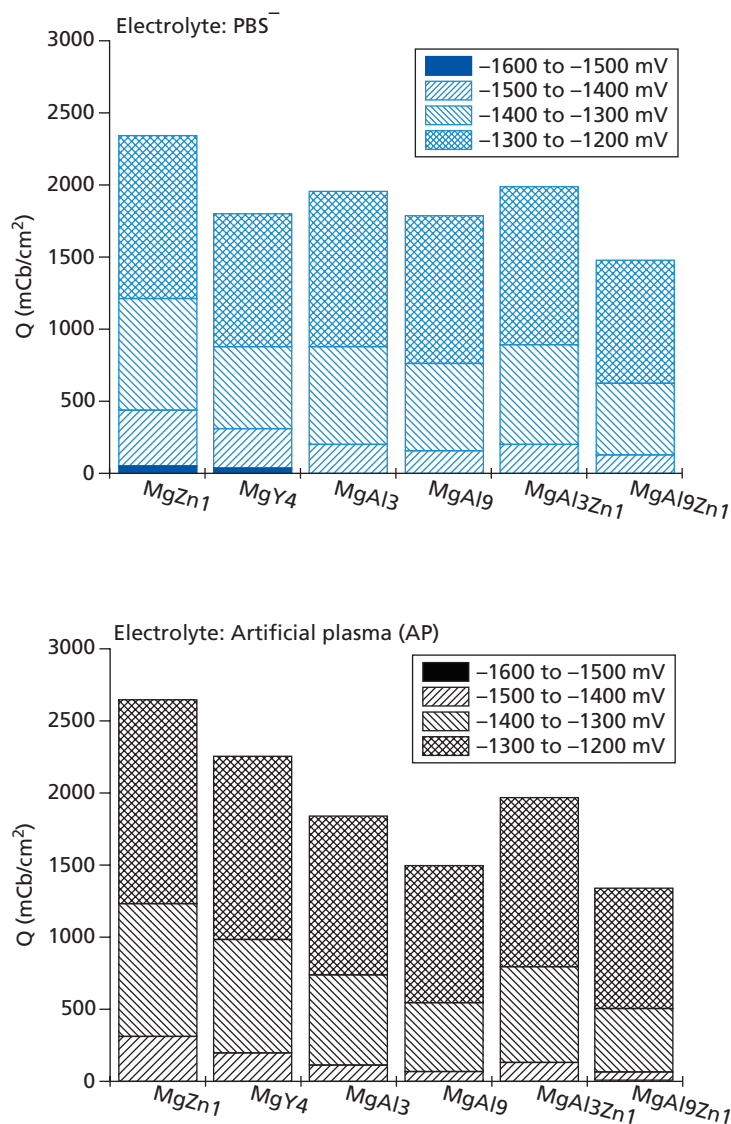 Electrolyte: PBS¯
3000
–1600 to –1500 mV
–1500 to –1400 mV
–1400 to –1300 mV
–1300 to –1200 mV
2500
2000
1500
1000
500
0
Q (mCb/cm²)
MgZn1 MgY4 MgAl3 MgAl9 MgAl3Zn1 MgAl9Zn1
Electrolyte: Artificial plasma (AP)
3000
–1600 to –1500 mV
–1500 to –1400 mV
–1400 to –1300 mV
–1300 to –1200 mV
2500
2000
1500
1000
500
0
Q (mCb/cm²)
MgZn1 MgY4 MgAl3 MgAl9 MgAl3Zn1 MgAl9Zn1